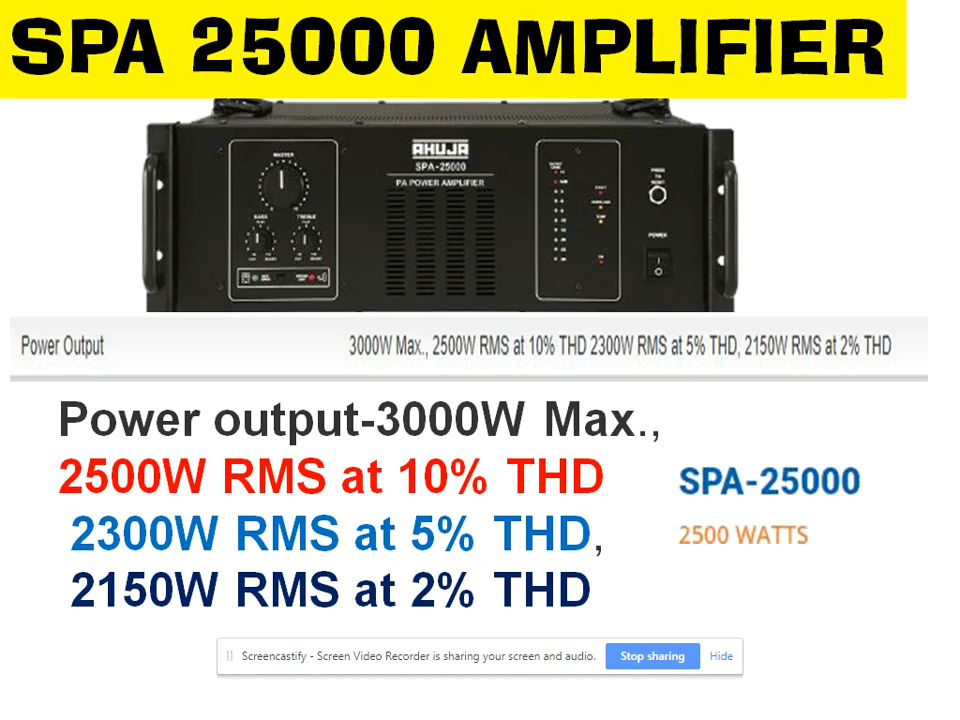 SPA 25000 AMPLIFIER
AHUJA
SPA-25000
PA POWER AMPLIFIER
MASTER
BASS
TREBLE
PRESS
TO
RESET
POWER
Power Output 3000W Max., 2500W RMS at 10% THD 2300W RMS at 5% THD, 2150W RMS at 2% THD
Power output-3000W Max.,
2500W RMS at 10% THD
2300W RMS at 5% THD,
2150W RMS at 2% THD
SPA-25000
2500 WATTS
Screencastify - Screen Video Recorder is sharing your screen and audio. Stop sharing Hide